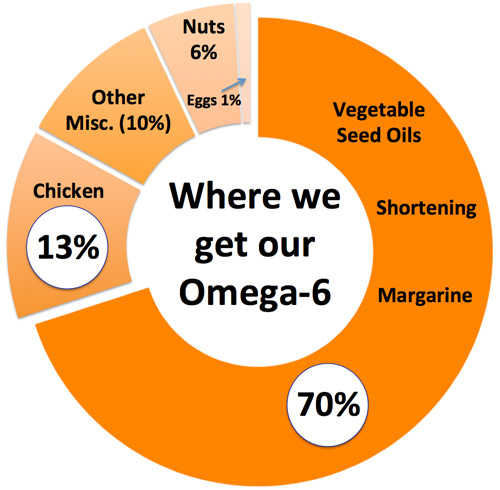 Where we
get our
Omega-6
Vegetable
Seed Oils
Shortening
Margarine
70%
Chicken
13%
Other
Misc. (10%)
Nuts
6%
Eggs 1%